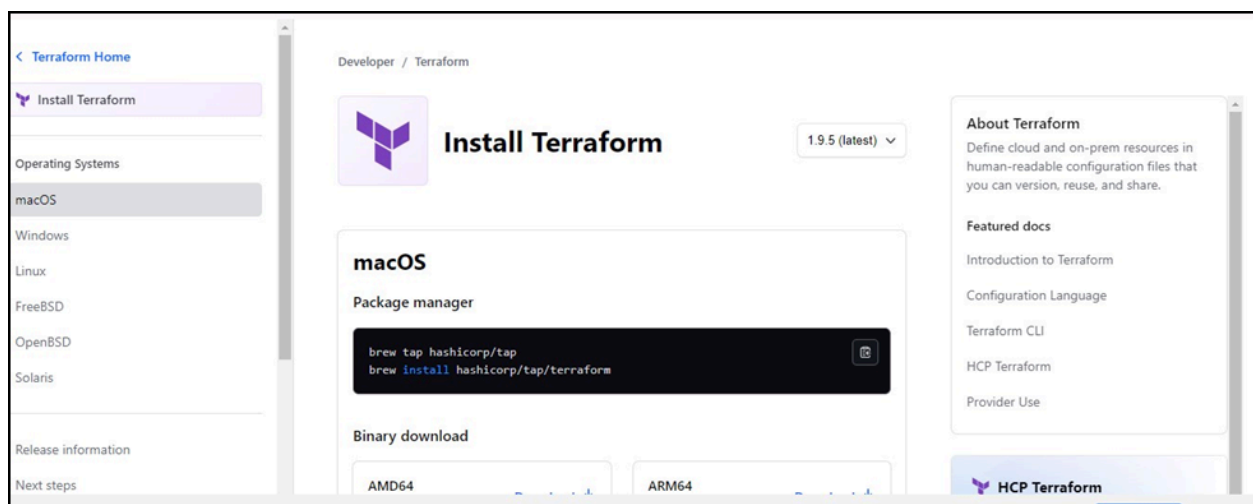 Terraform Home
Install Terraform
Operating Systems
macOS
Windows
Linux
FreeBSD
OpenBSD
Solaris
Release information
Next steps
Developer / Terraform
Install Terraform
1.9.5 (latest)
macOS
Package manager
brew tap hashicorp/tap
brew install hashicorp/tap/terraform
Binary download
AMD64
ARM64
About Terraform
Define cloud and on-prem resources in
human-readable configuration files that
you can version, reuse, and share.
Featured docs
Introduction to Terraform
Configuration Language
Terraform CLI
HCP Terraform
Provider Use
HCP Terraform